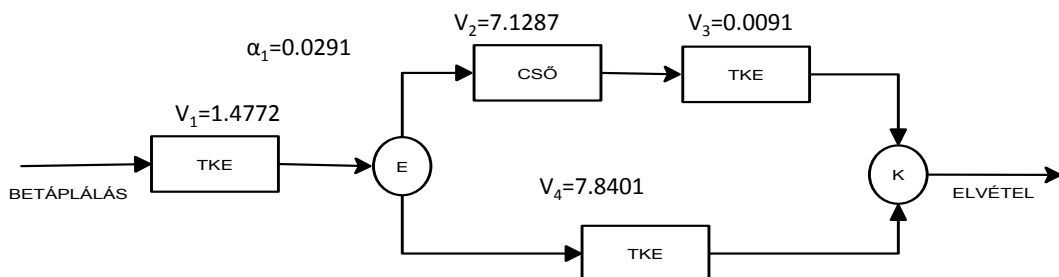 V₂=7.1287
V₃=0.0091
α₁=0.0291
CSŐ
TKE
V₁=1.4772
TKE
E
K
BETÁPLÁLÁS
ELVÉTEL
V₄=7.8401
TKE